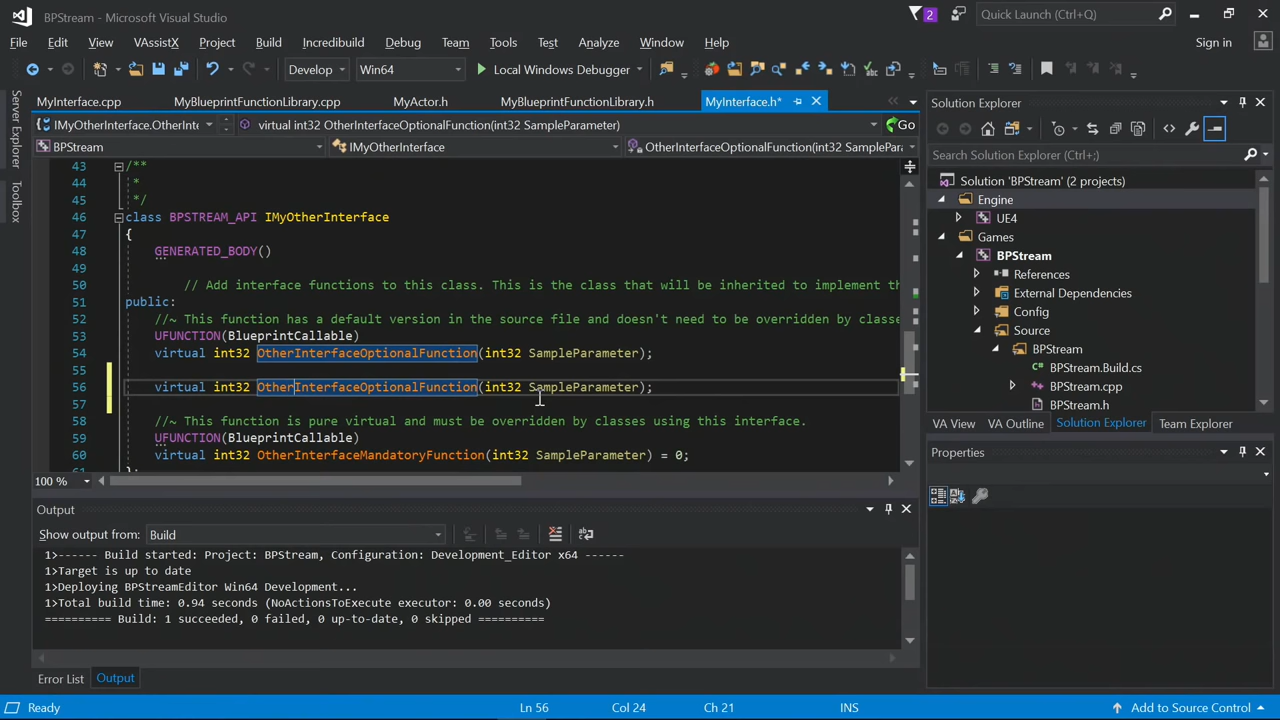 BPStream - Microsoft Visual Studio
2
Quick Launch (Ctrl+Q)
File Edit View VAssistX Project Build Incredibuild Debug Team Tools Test Analyze Window Help
Sign in
Develop Win64 Local Windows Debugger
MyInterface.cpp MyBlueprintFunctionLibrary.cpp MyActor.h MyBlueprintFunctionLibrary.h MyInterface.h*
IMyOtherInterface.OtherInte virtual int32 OtherInterfaceOptionalFunction(int32 SampleParameter) Go
BPStream IMyOtherInterface OtherInterfaceOptionalFunction(int32 SamplePara
43 /**
44 *
45 */
46 class BPSTREAM_API IMyOtherInterface
47 {
48 GENERATED_BODY()
49
50 // Add interface functions to this class. This is the class that will be inherited to implement th
51 public:
52 //~ This function has a default version in the source file and doesn't need to be overridden by classe
53 UFUNCTION(BlueprintCallable)
54 virtual int32 OtherInterfaceOptionalFunction(int32 SampleParameter);
55
56 virtual int32 OtherInterfaceOptionalFunction(int32 SampleParameter);
57
58 //~ This function is pure virtual and must be overridden by classes using this interface.
59 UFUNCTION(BlueprintCallable)
60 virtual int32 OtherInterfaceMandatoryFunction(int32 SampleParameter) = 0;
61 };
100 %
Output
Show output from: Build
1>------ Build started: Project: BPStream, Configuration: Development_Editor x64 ------
1>Target is up to date
1>Deploying BPStreamEditor Win64 Development...
1>Total build time: 0.94 seconds (NoActionsToExecute executor: 0.00 seconds)
========== Build: 1 succeeded, 0 failed, 0 up-to-date, 0 skipped ==========
Error List Output
Server Explorer
Toolbox
Solution Explorer
Search Solution Explorer (Ctrl+;)
Solution 'BPStream' (2 projects)
Engine
UE4
Games
BPStream
References
External Dependencies
Config
Source
BPStream
BPStream.Build.cs
BPStream.cpp
BPStream.h
VA View VA Outline Solution Explorer Team Explorer
Properties
Ready Ln 56 Col 24 Ch 21 INS Add to Source Control